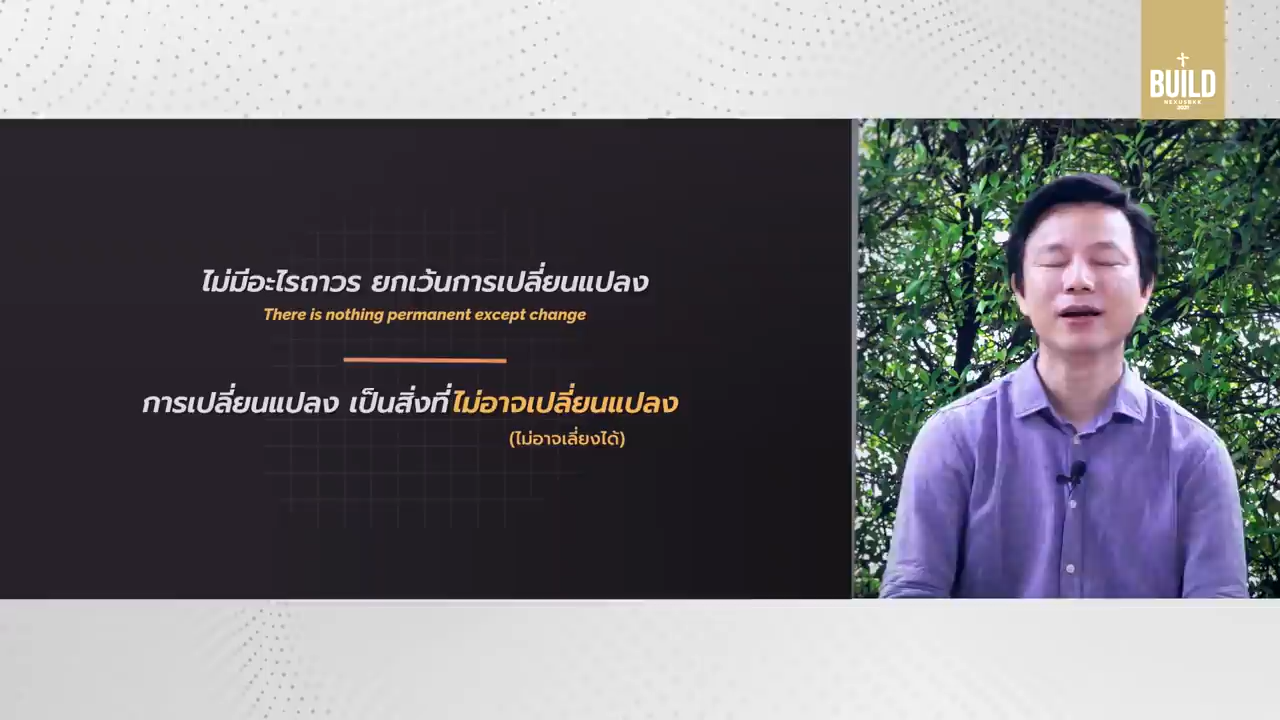 BUILD
NEXUSBKK
2021
ไม่มีอะไรถาวร ยกเว้นการเปลี่ยนแปลง
There is nothing permanent except change
การเปลี่ยนแปลง เป็นสิ่งที่ไม่อาจเปลี่ยนแปลง
(ไม่อาจเลี่ยงได้)